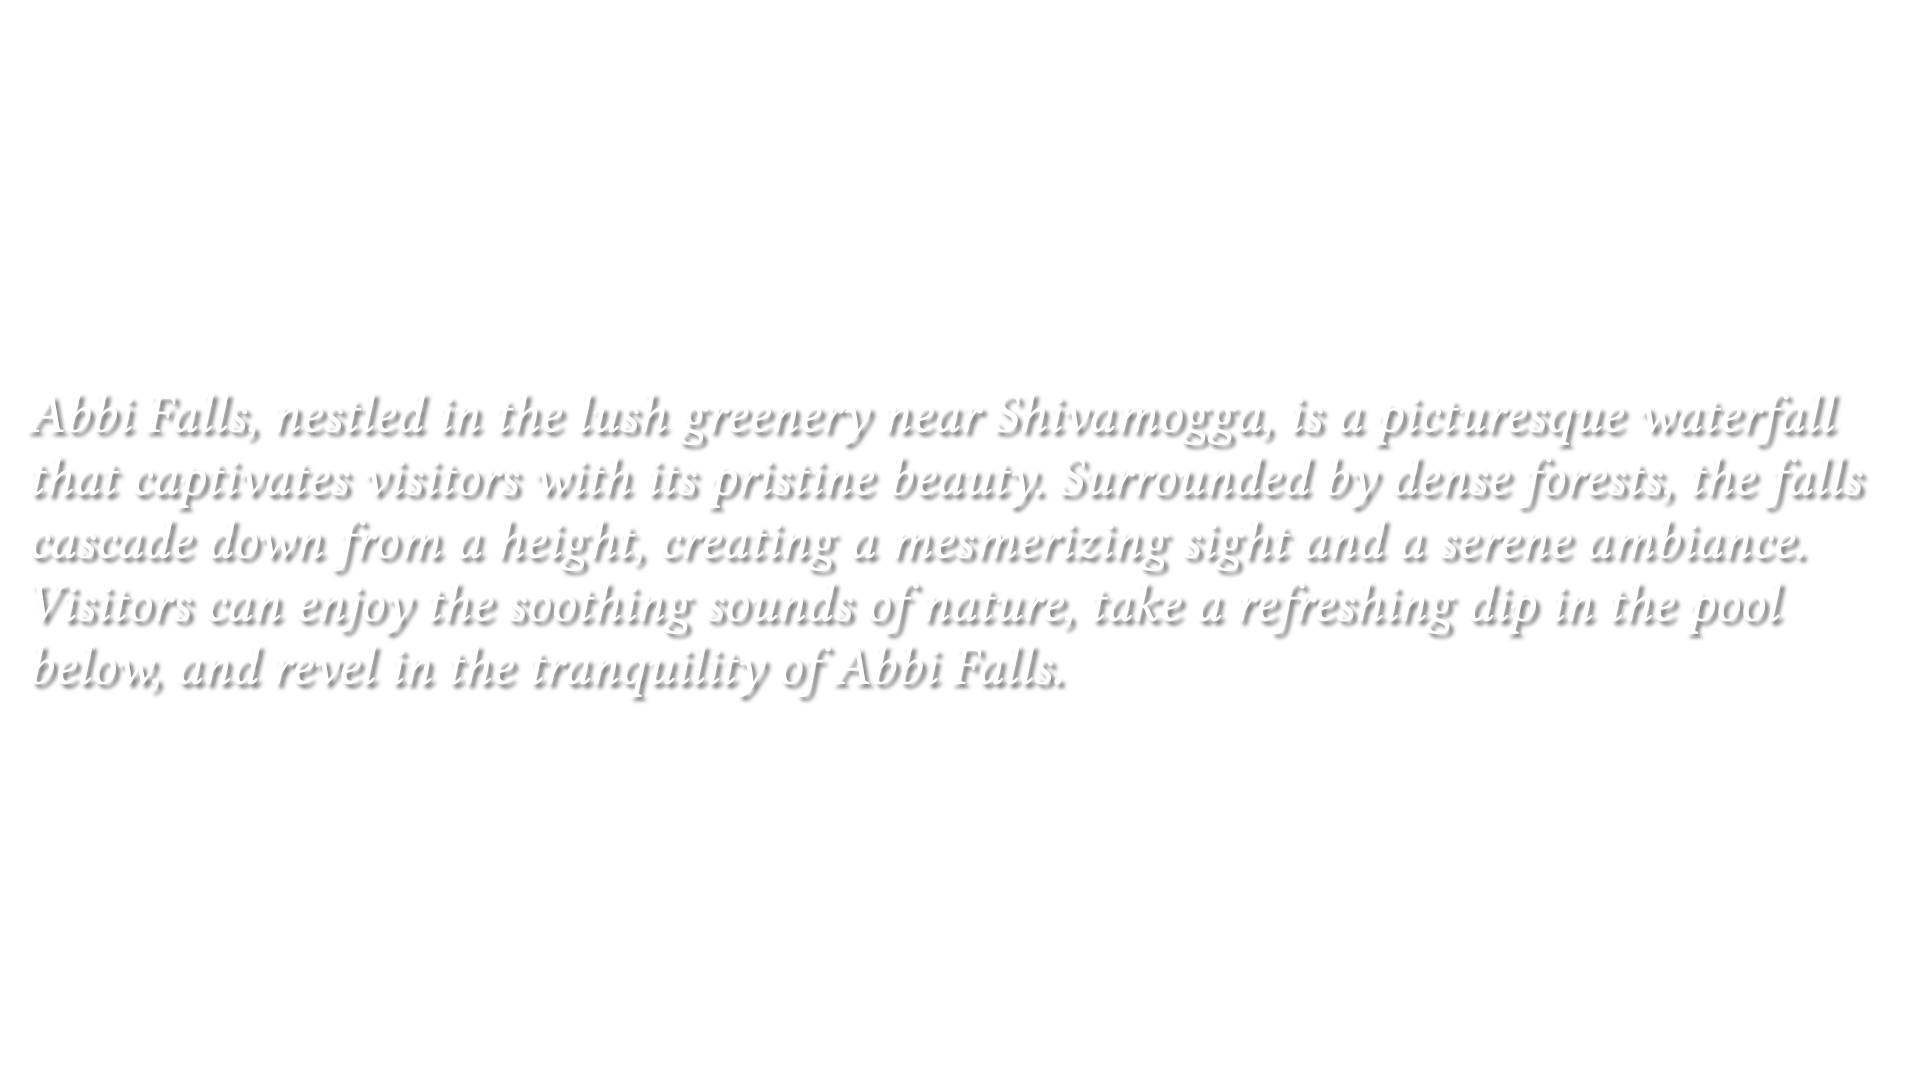 Abbi Falls, nestled in the lush greenery near Shivamogga, is a picturesque waterfall
that captivates visitors with its pristine beauty. Surrounded by dense forests, the falls
cascade down from a height, creating a mesmerizing sight and a serene ambiance.
Visitors can enjoy the soothing sounds of nature, take a refreshing dip in the pool
below, and revel in the tranquility of Abbi Falls.